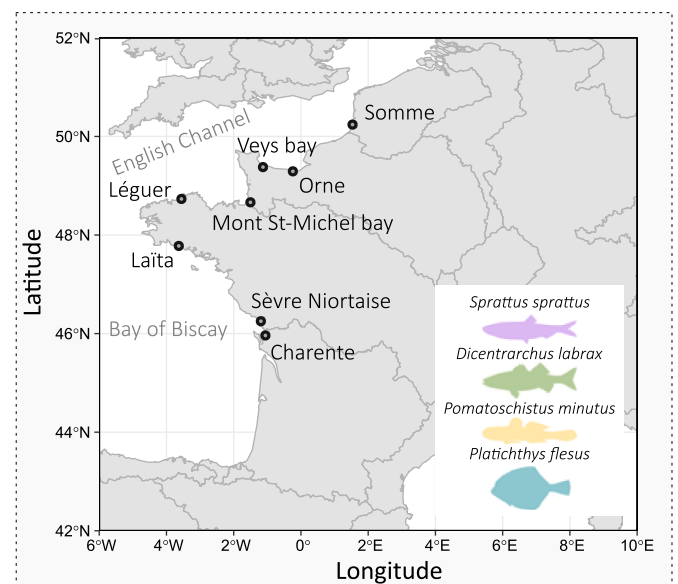 52°N
Somme
50°N
English Channel
Veys bay
Orne
Léguer
Mont St-Michel bay
48°N
Laïta
Latitude
Sèvre Niortaise
Sprattus sprattus
Bay of Biscay
46°N
Charente
Dicentrarchus labrax
Pomatoschistus minutus
44°N
Platichthys flesus
42°N
6°W 4°W 2°W 0° 2°E 4°E 6°E 8°E 10°E
Longitude